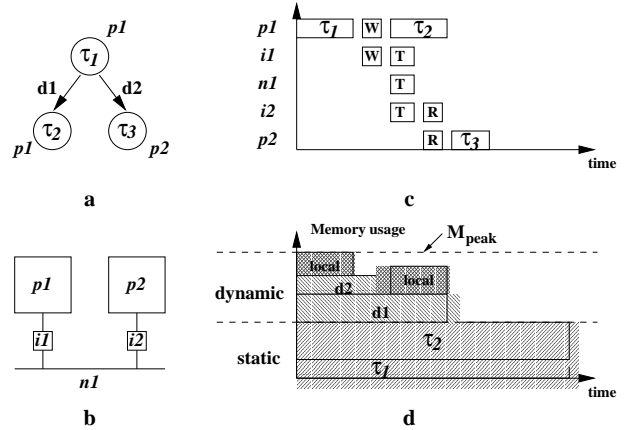 p1
τ1
d1 d2
τ2 τ3
p1 p2
a
p1 τ1 W τ2
i1 W T
n1 T
i2 T R
p2 R τ3
time
c
p1 p2
i1 i2
n1
b
Memory usage
Mpeak
local
local
d2
dynamic
d1
τ2
static
τ1
time
d